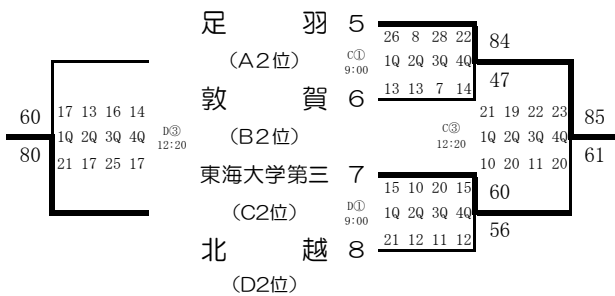 足 羽 5
26 8 28 22
84
(A2位)
C①
9:00
1Q 2Q 3Q 4Q
13 13 7 14
47
敦 賀 6
60
17 13 16 14
D③
12:20
1Q 2Q 3Q 4Q
80
21 17 25 17
(B2位)
C③
12:20
21 19 22 23
85
1Q 2Q 3Q 4Q
10 20 11 20
61
東海大学第三 7
15 10 20 15
60
(C2位)
D①
9:00
1Q 2Q 3Q 4Q
21 12 11 12
56
北 越 8
(D2位)